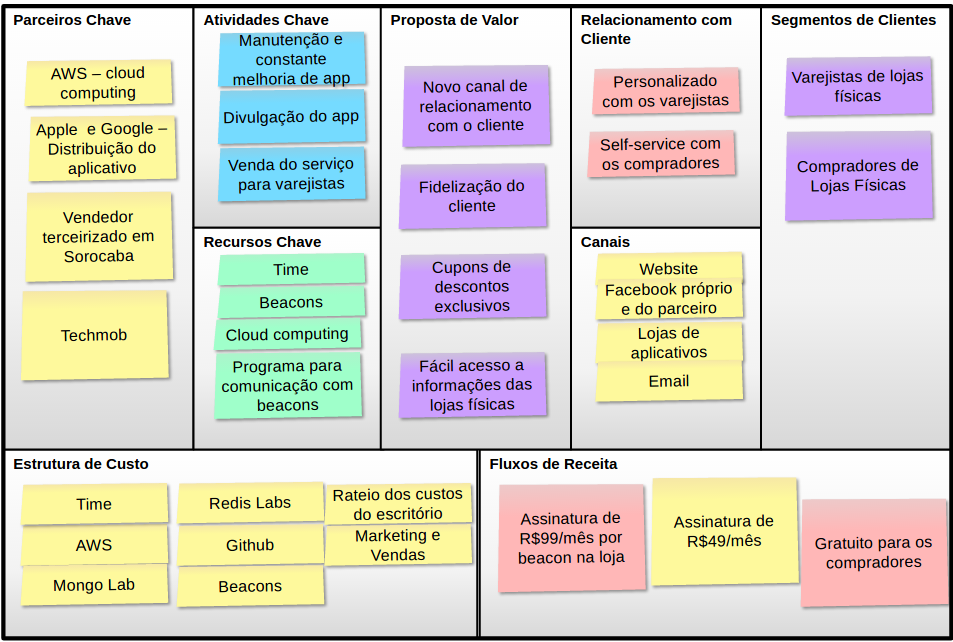 Parceiros Chave
AWS – cloud
computing
Apple e Google –
Distribuição do
aplicativo
Vendedor
terceirizado em
Sorocaba
Techmob
Atividades Chave
Manutenção e
constante
melhoria de app
Divulgação do app
Venda do serviço
para varejistas
Recursos Chave
Time
Beacons
Cloud computing
Programa para
comunicação com
beacons
Proposta de Valor
Novo canal de
relacionamento
com o cliente
Fidelização do
cliente
Cupons de
descontos
exclusivos
Fácil acesso a
informações das
lojas físicas
Relacionamento com
Cliente
Personalizado
com os varejistas
Self-service com
os compradores
Canais
Website
Facebook próprio
e do parceiro
Lojas de
aplicativos
Email
Segmentos de Clientes
Varejistas de lojas
físicas
Compradores de
Lojas Físicas
Estrutura de Custo
Time
AWS
Mongo Lab
Redis Labs
Github
Beacons
Rateio dos custos
do escritório
Marketing e
Vendas
Fluxos de Receita
Assinatura de
R$99/mês por
beacon na loja
Assinatura de
R$49/mês
Gratuito para os
compradores